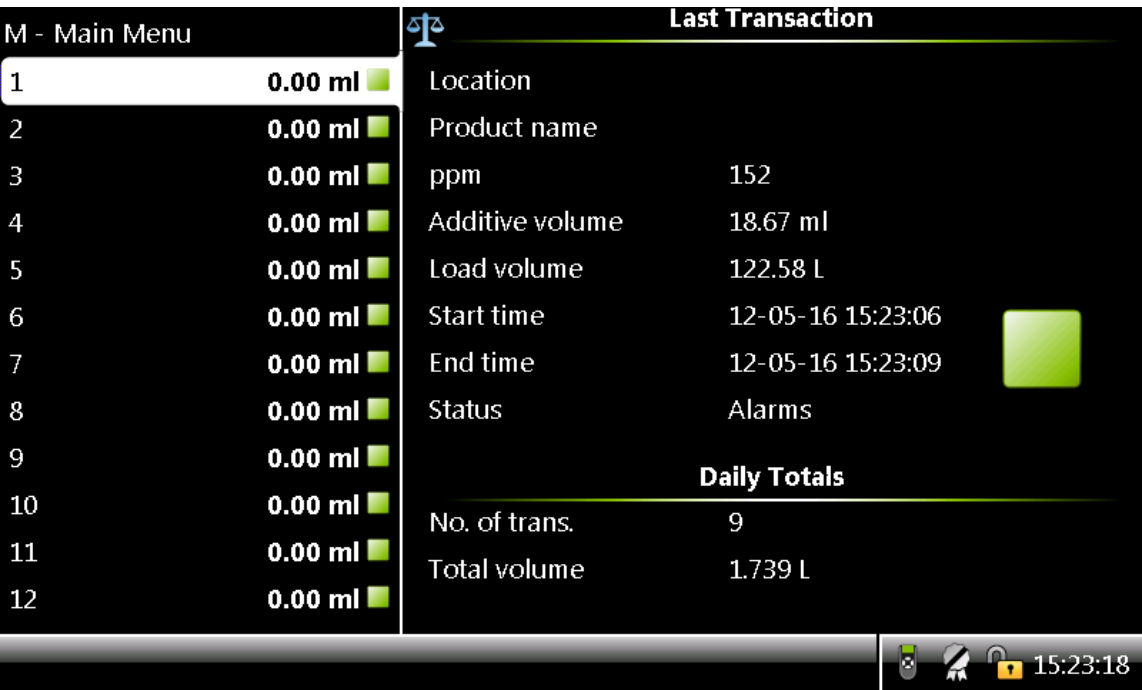 M - Main Menu
1 0.00 ml
2 0.00 ml
3 0.00 ml
4 0.00 ml
5 0.00 ml
6 0.00 ml
7 0.00 ml
8 0.00 ml
9 0.00 ml
10 0.00 ml
11 0.00 ml
12 0.00 ml
Last Transaction
Location
Product name
ppm 152
Additive volume 18.67 ml
Load volume 122.58 L
Start time 12-05-16 15:23:06
End time 12-05-16 15:23:09
Status Alarms
Daily Totals
No. of trans. 9
Total volume 1.739 L
15:23:18